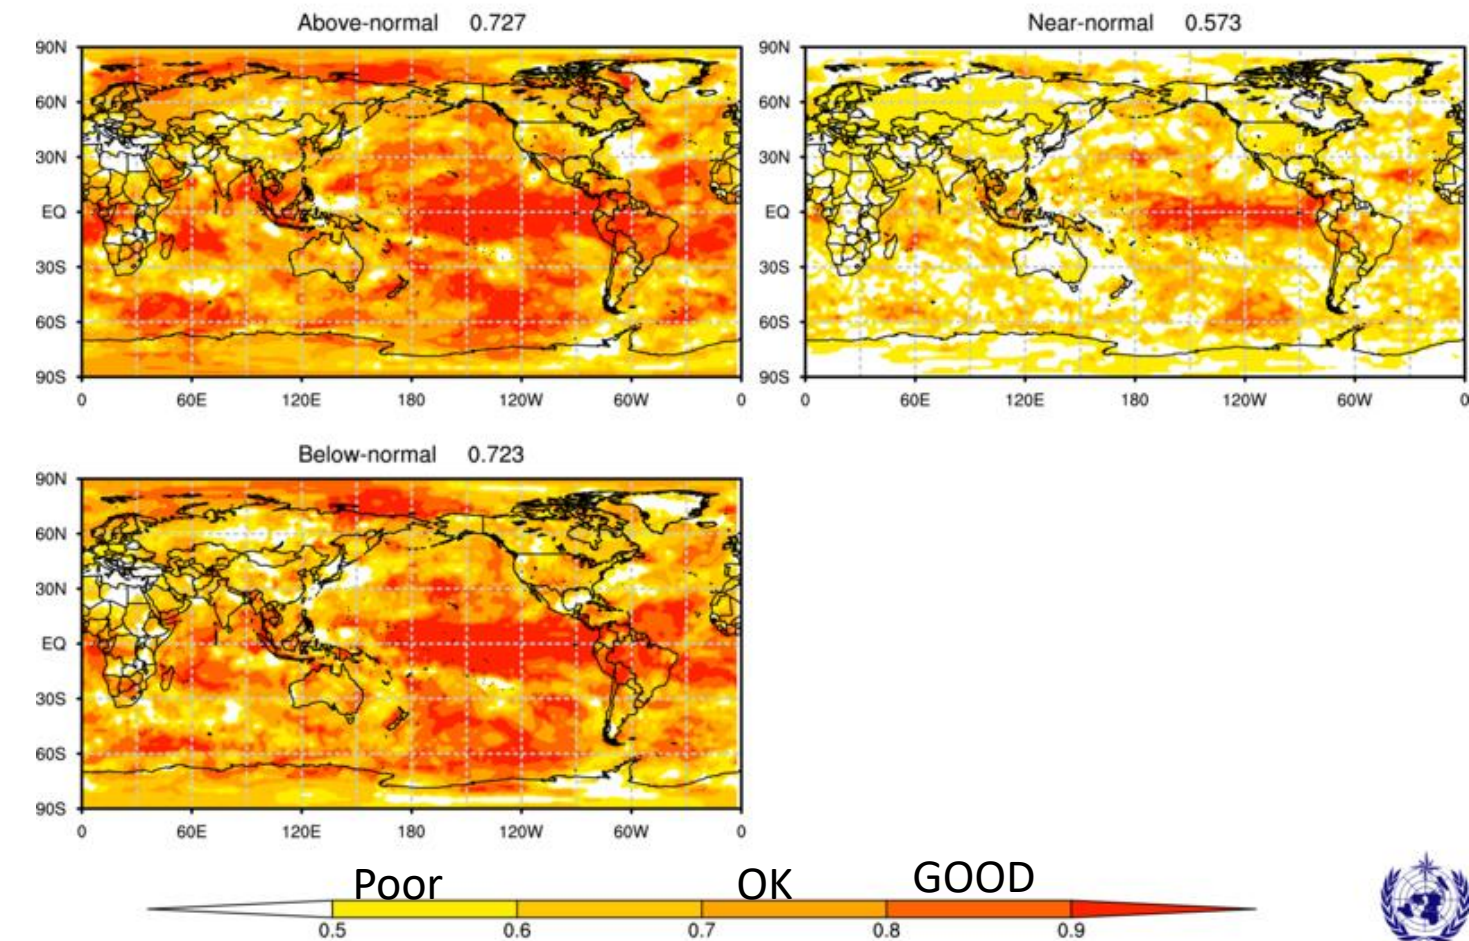 Above-normal 0.727
90N
60N
30N
EQ
30S
60S
90S
0 60E 120E 180 120W 60W 0
Near-normal 0.573
90N
60N
30N
EQ
30S
60S
90S
0 60E 120E 180 120W 60W 0
Below-normal 0.723
90N
60N
30N
EQ
30S
60S
90S
0 60E 120E 180 120W 60W 0
Poor OK GOOD
0.5 0.6 0.7 0.8 0.9